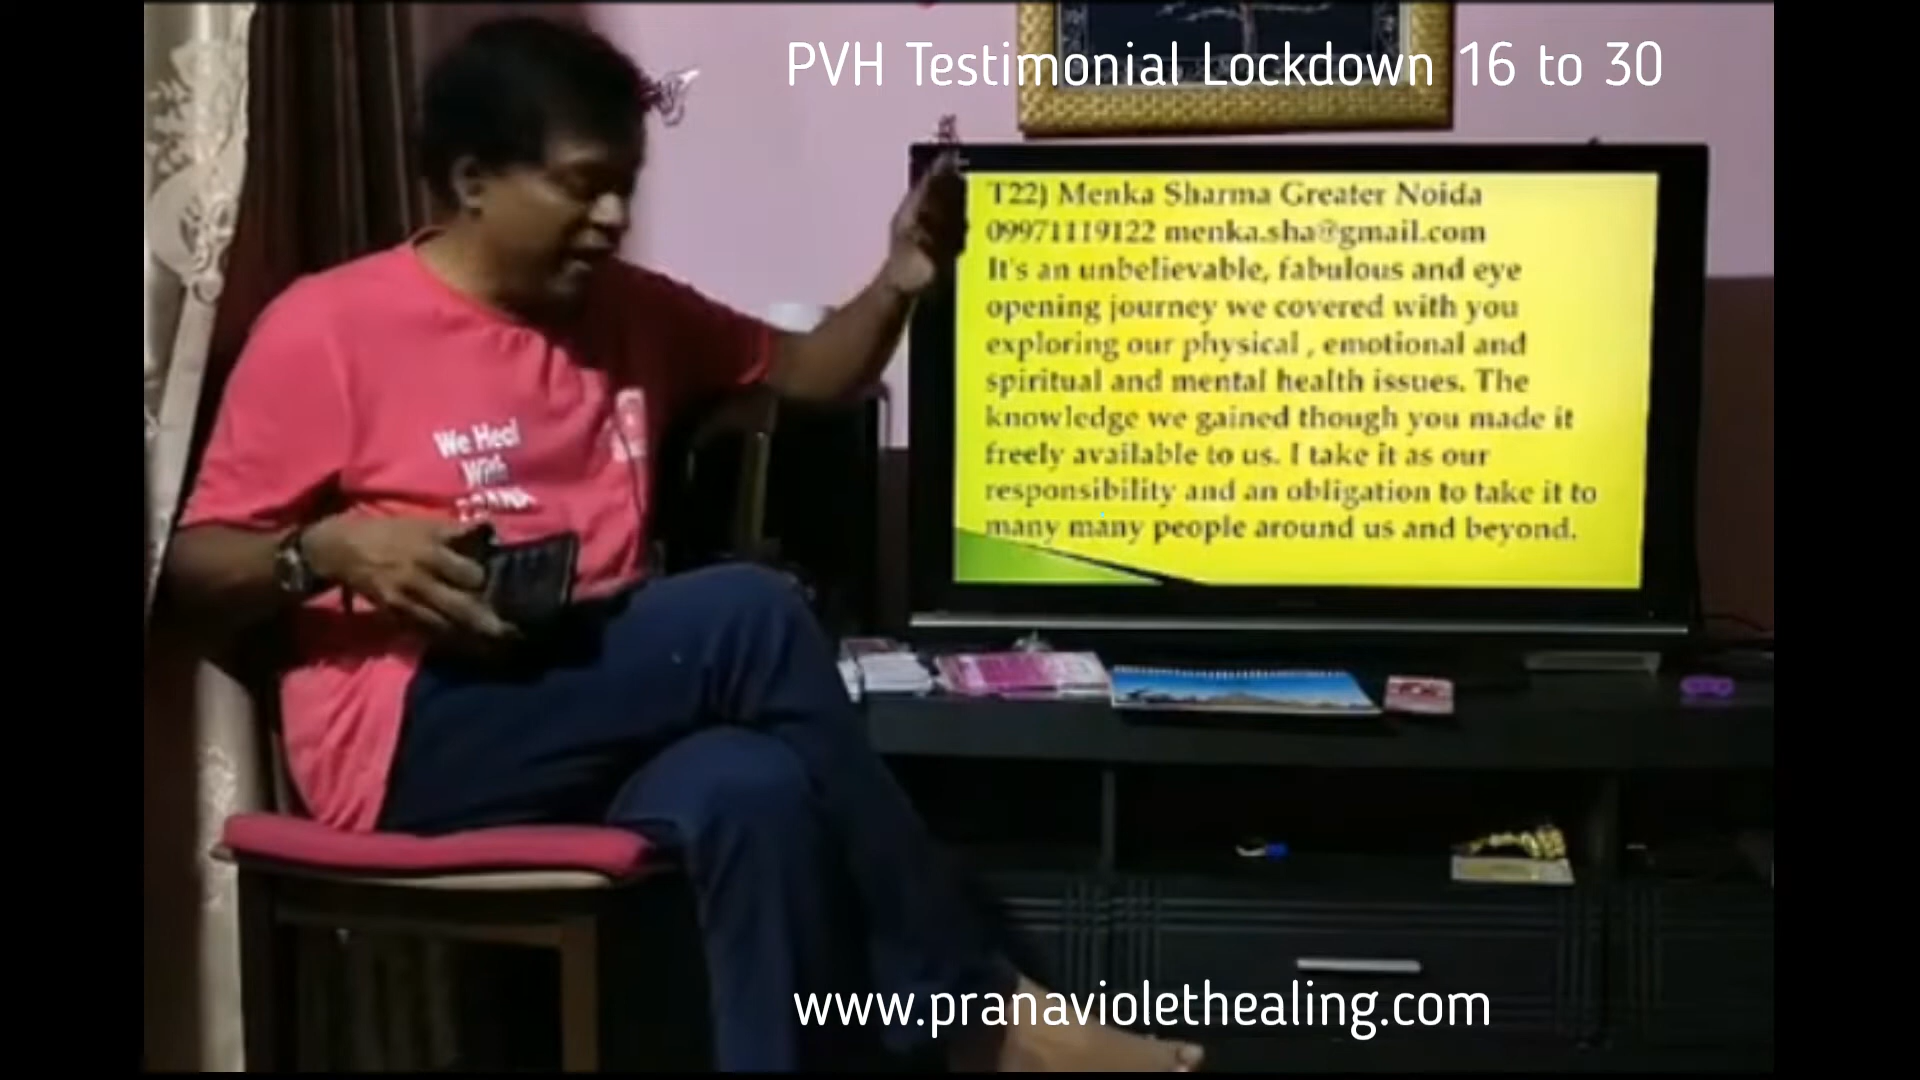 PVH Testimonial Lockdown 16 to 30
T22) Menka Sharma Greater Noida
09971119122 menka.sha@gmail.com
It's an unbelievable, fabulous and eye
opening journey we covered with you
exploring our physical , emotional and
spiritual and mental health issues. The
knowledge we gained though you made it
freely available to us. I take it as our
responsibility and an obligation to take it to
many many people around us and beyond.
We Heal
With
www.pranaviolethealing.com